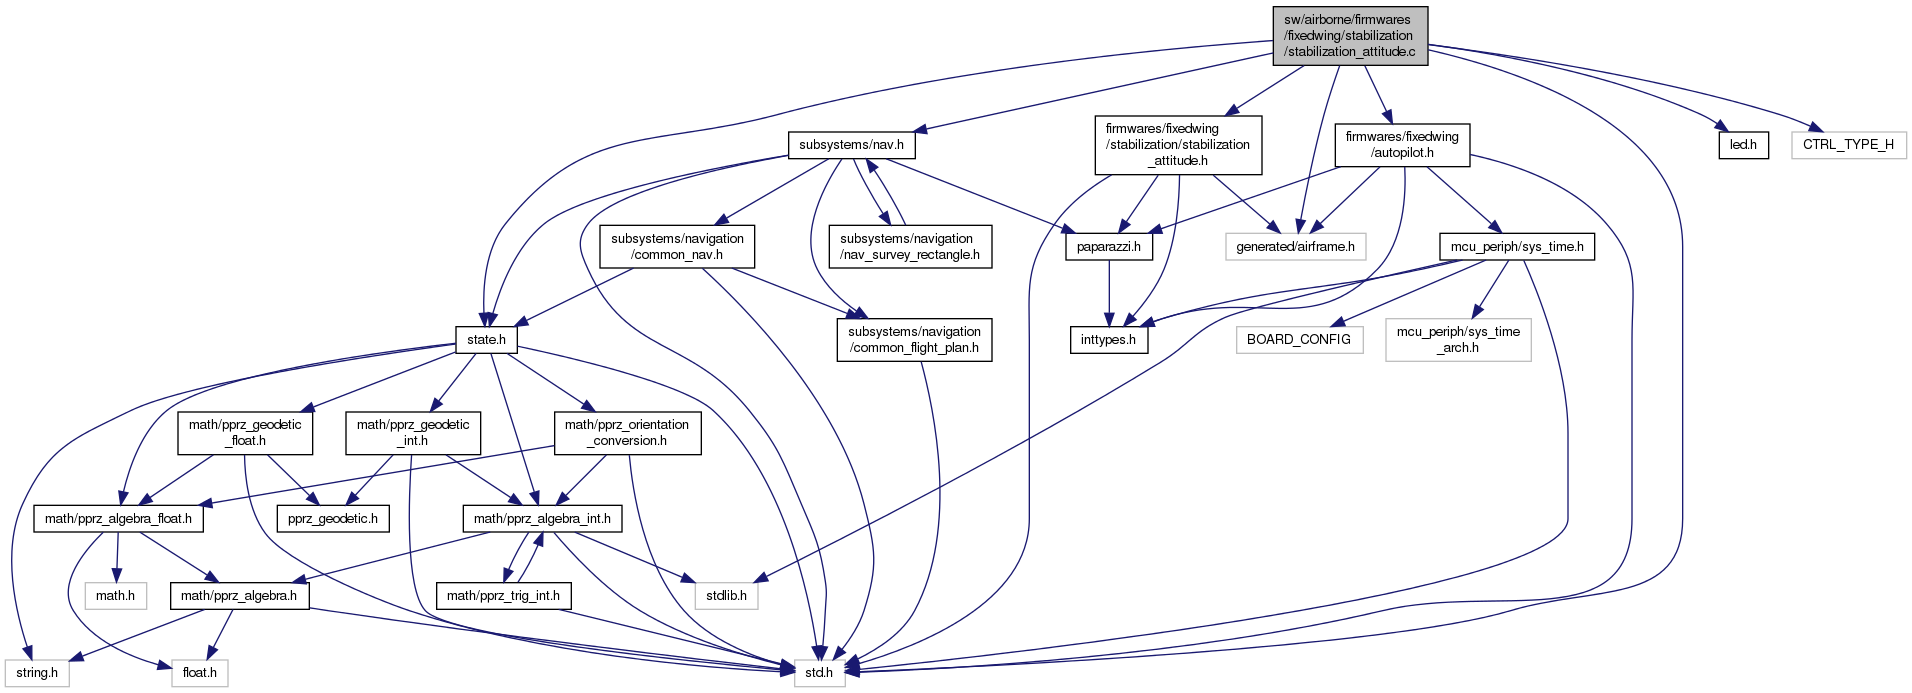 sw/airborne/firmwares
/fixedwing/stabilization
/stabilization_attitude.c
subsystems/nav.h
firmwares/fixedwing
/stabilization/stabilization
_attitude.h
firmwares/fixedwing
/autopilot.h
led.h
CTRL_TYPE_H
subsystems/navigation
/common_nav.h
subsystems/navigation
/nav_survey_rectangle.h
paparazzi.h
generated/airframe.h
mcu_periph/sys_time.h
state.h
subsystems/navigation
/common_flight_plan.h
inttypes.h
BOARD_CONFIG
mcu_periph/sys_time
_arch.h
math/pprz_geodetic
_float.h
math/pprz_geodetic
_int.h
math/pprz_orientation
_conversion.h
math/pprz_algebra_float.h
pprz_geodetic.h
math/pprz_algebra_int.h
math.h
math/pprz_algebra.h
math/pprz_trig_int.h
stdlib.h
string.h
float.h
std.h